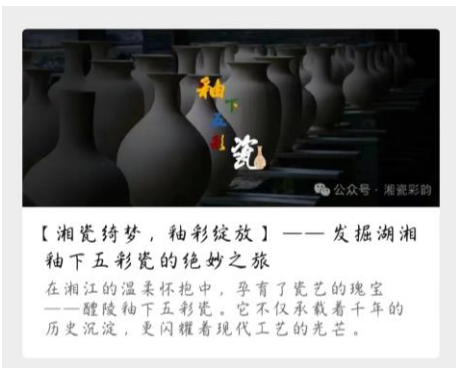 釉下五彩瓷
公众号 · 湘瓷彩韵
【湘瓷绮梦，釉彩绽放】—— 发掘湖湘
釉下五彩瓷的绝妙之旅
在湘江的温柔怀抱中，孕育了瓷艺的瑰宝
——醴陵釉下五彩瓷。它不仅承载着千年的
历史沉淀，更闪耀着现代工艺的光芒。